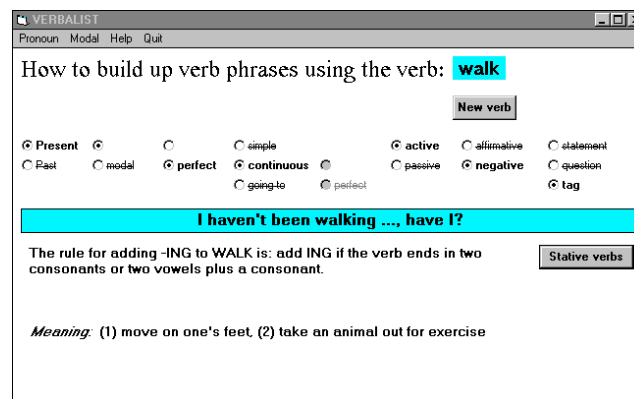 VERBALIST
Pronoun Modal Help Quit
How to build up verb phrases using the verb: walk
New verb
Present simple active affirmative statement
Past modal perfect continuous passive negative question
going to perfect tag
I haven't been walking ..., have I?
The rule for adding -ING to WALK is: add ING if the verb ends in two
consonants or two vowels plus a consonant.
Stative verbs
Meaning: (1) move on one's feet, (2) take an animal out for exercise